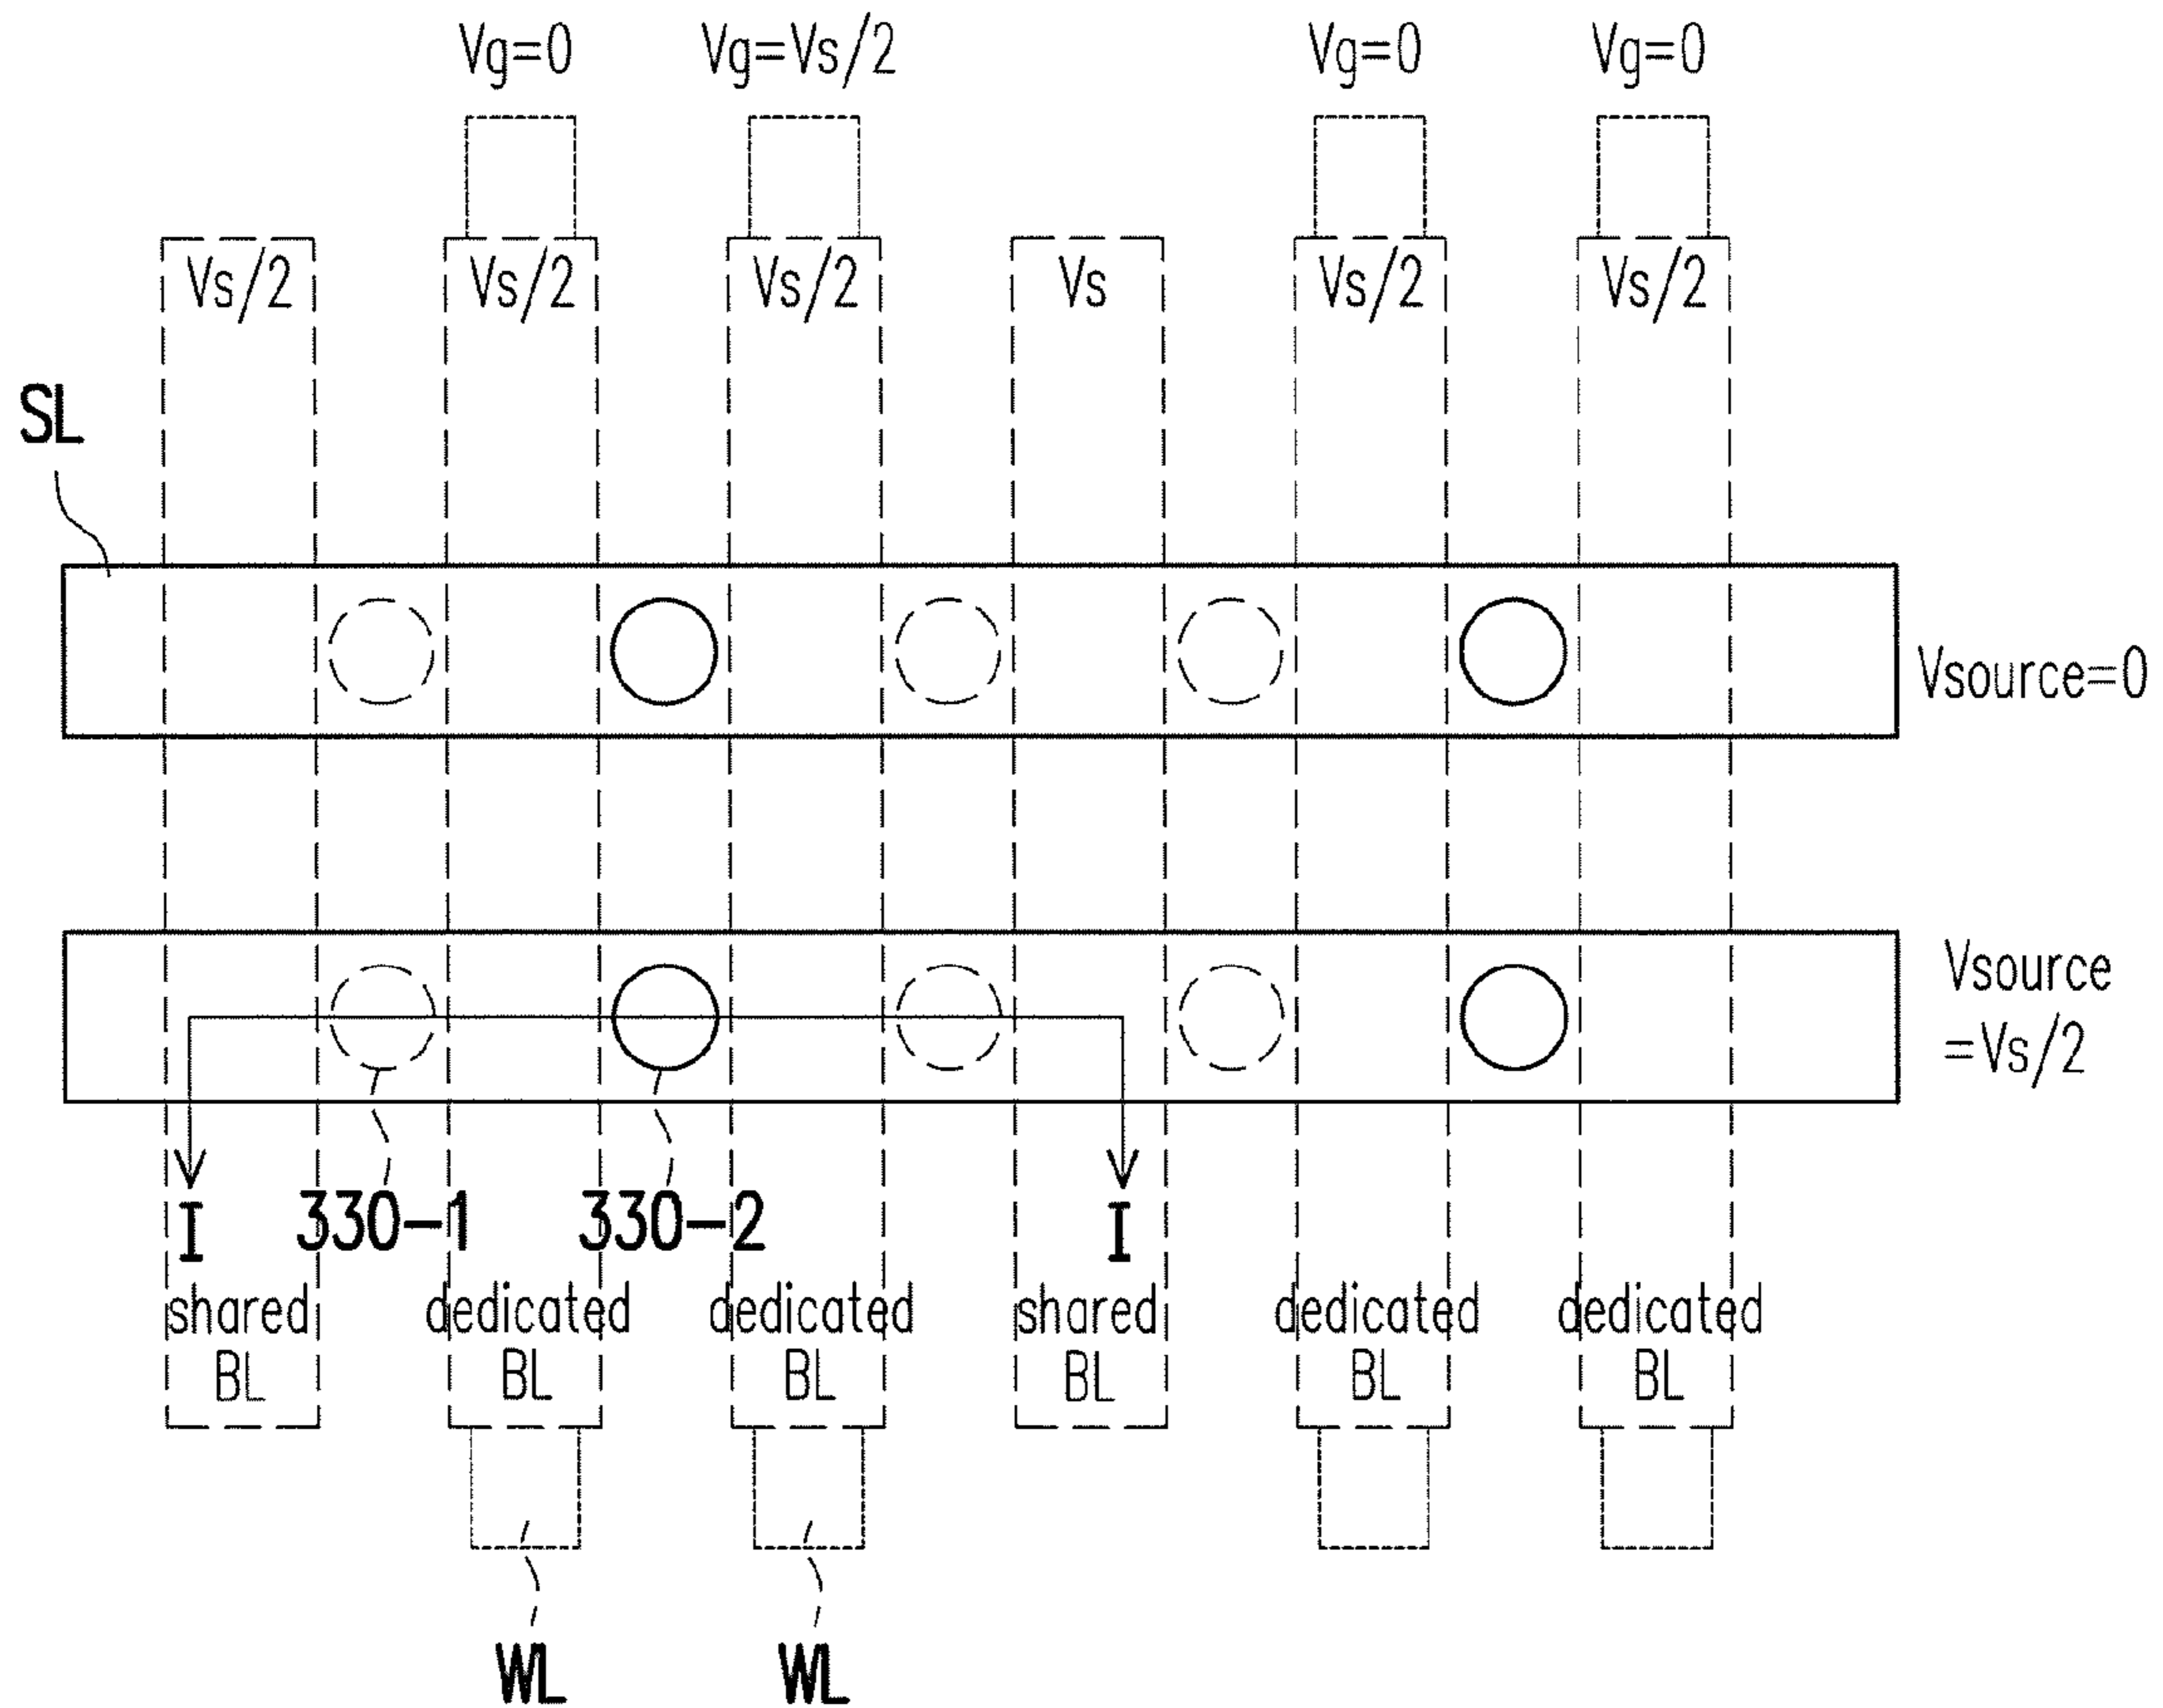 Vg=0
Vg=Vs/2
Vg=0
Vg=0
Vs/2
Vs/2
Vs/2
Vs
Vs/2
Vs/2
SL
Vsource=0
Vsource
=Vs/2
I
330-1
330-2
I
shared
BL
dedicated
BL
dedicated
BL
shared
BL
dedicated
BL
dedicated
BL
WL
WL